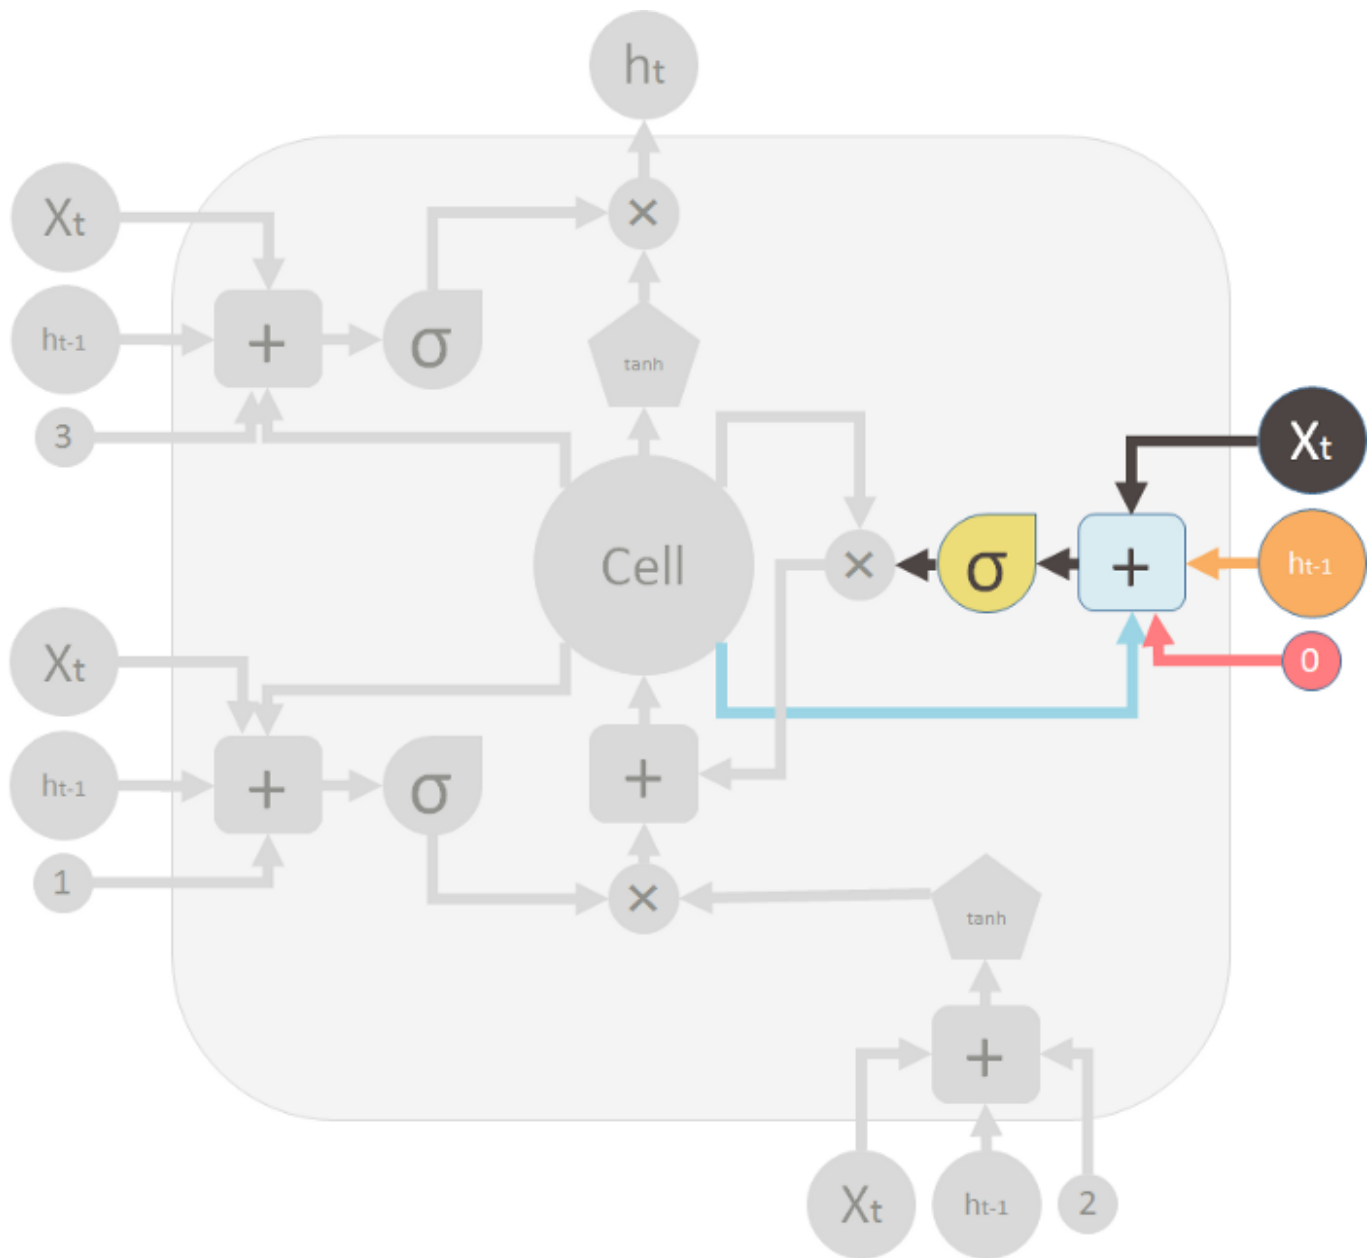 ht
Xt
×
ht-1
+
σ
tanh
3
Xt
Cell
×
σ
+
ht-1
0
Xt
ht-1
+
σ
+
1
×
tanh
+
Xt
ht-1
2